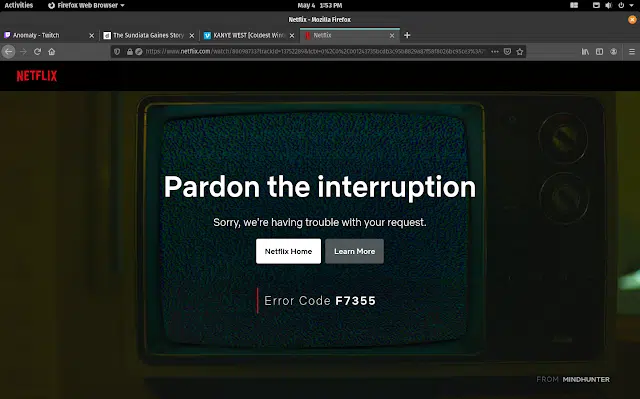 Activities Firefox Web Browser May 4 1:53 PM
Netflix - Mozilla Firefox
Anomaly - Twitch The Sundiata Gaines Story KANYE WEST [Coldest Win Netflix
https://www.netflix.com/watch/
NETFLIX
Pardon the interruption
Sorry, we're having trouble with your request.
Netflix Home Learn More
Error Code F7355
FROM MINDHUNTER